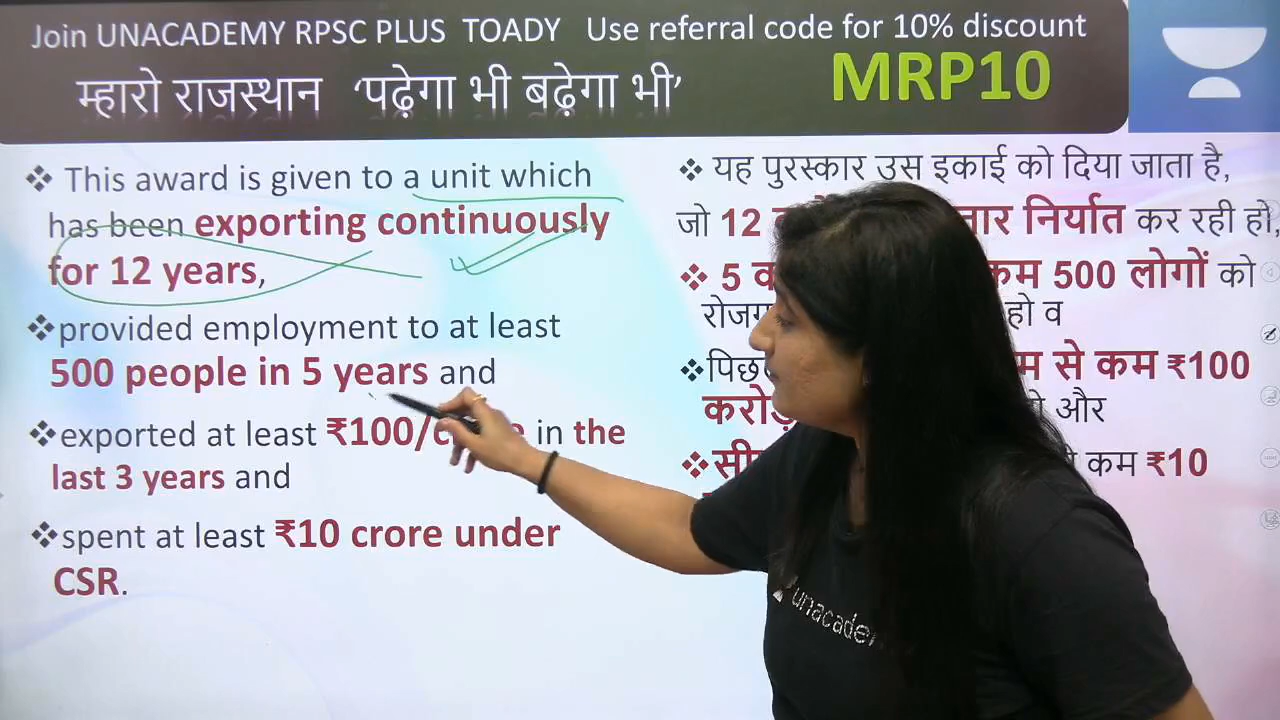 Join UNACADEMY RPSC PLUS TOADY Use referral code for 10% discount
म्हारो राजस्थान ‘पढ़ेगा भी बढ़ेगा भी’ MRP10
❖ This award is given to a unit which
has been exporting continuously
for 12 years,
❖provided employment to at least
500 people in 5 years and
❖exported at least ₹100/ in the
last 3 years and
❖spent at least ₹10 crore under
CSR.
❖ यह पुरस्कार उस इकाई को दिया जाता है,
जो 12 निर्यात कर रही हो,
❖ 5 कम 500 लोगों को
हो व
❖ से कम ₹100
और
❖ कम ₹10
unacademy